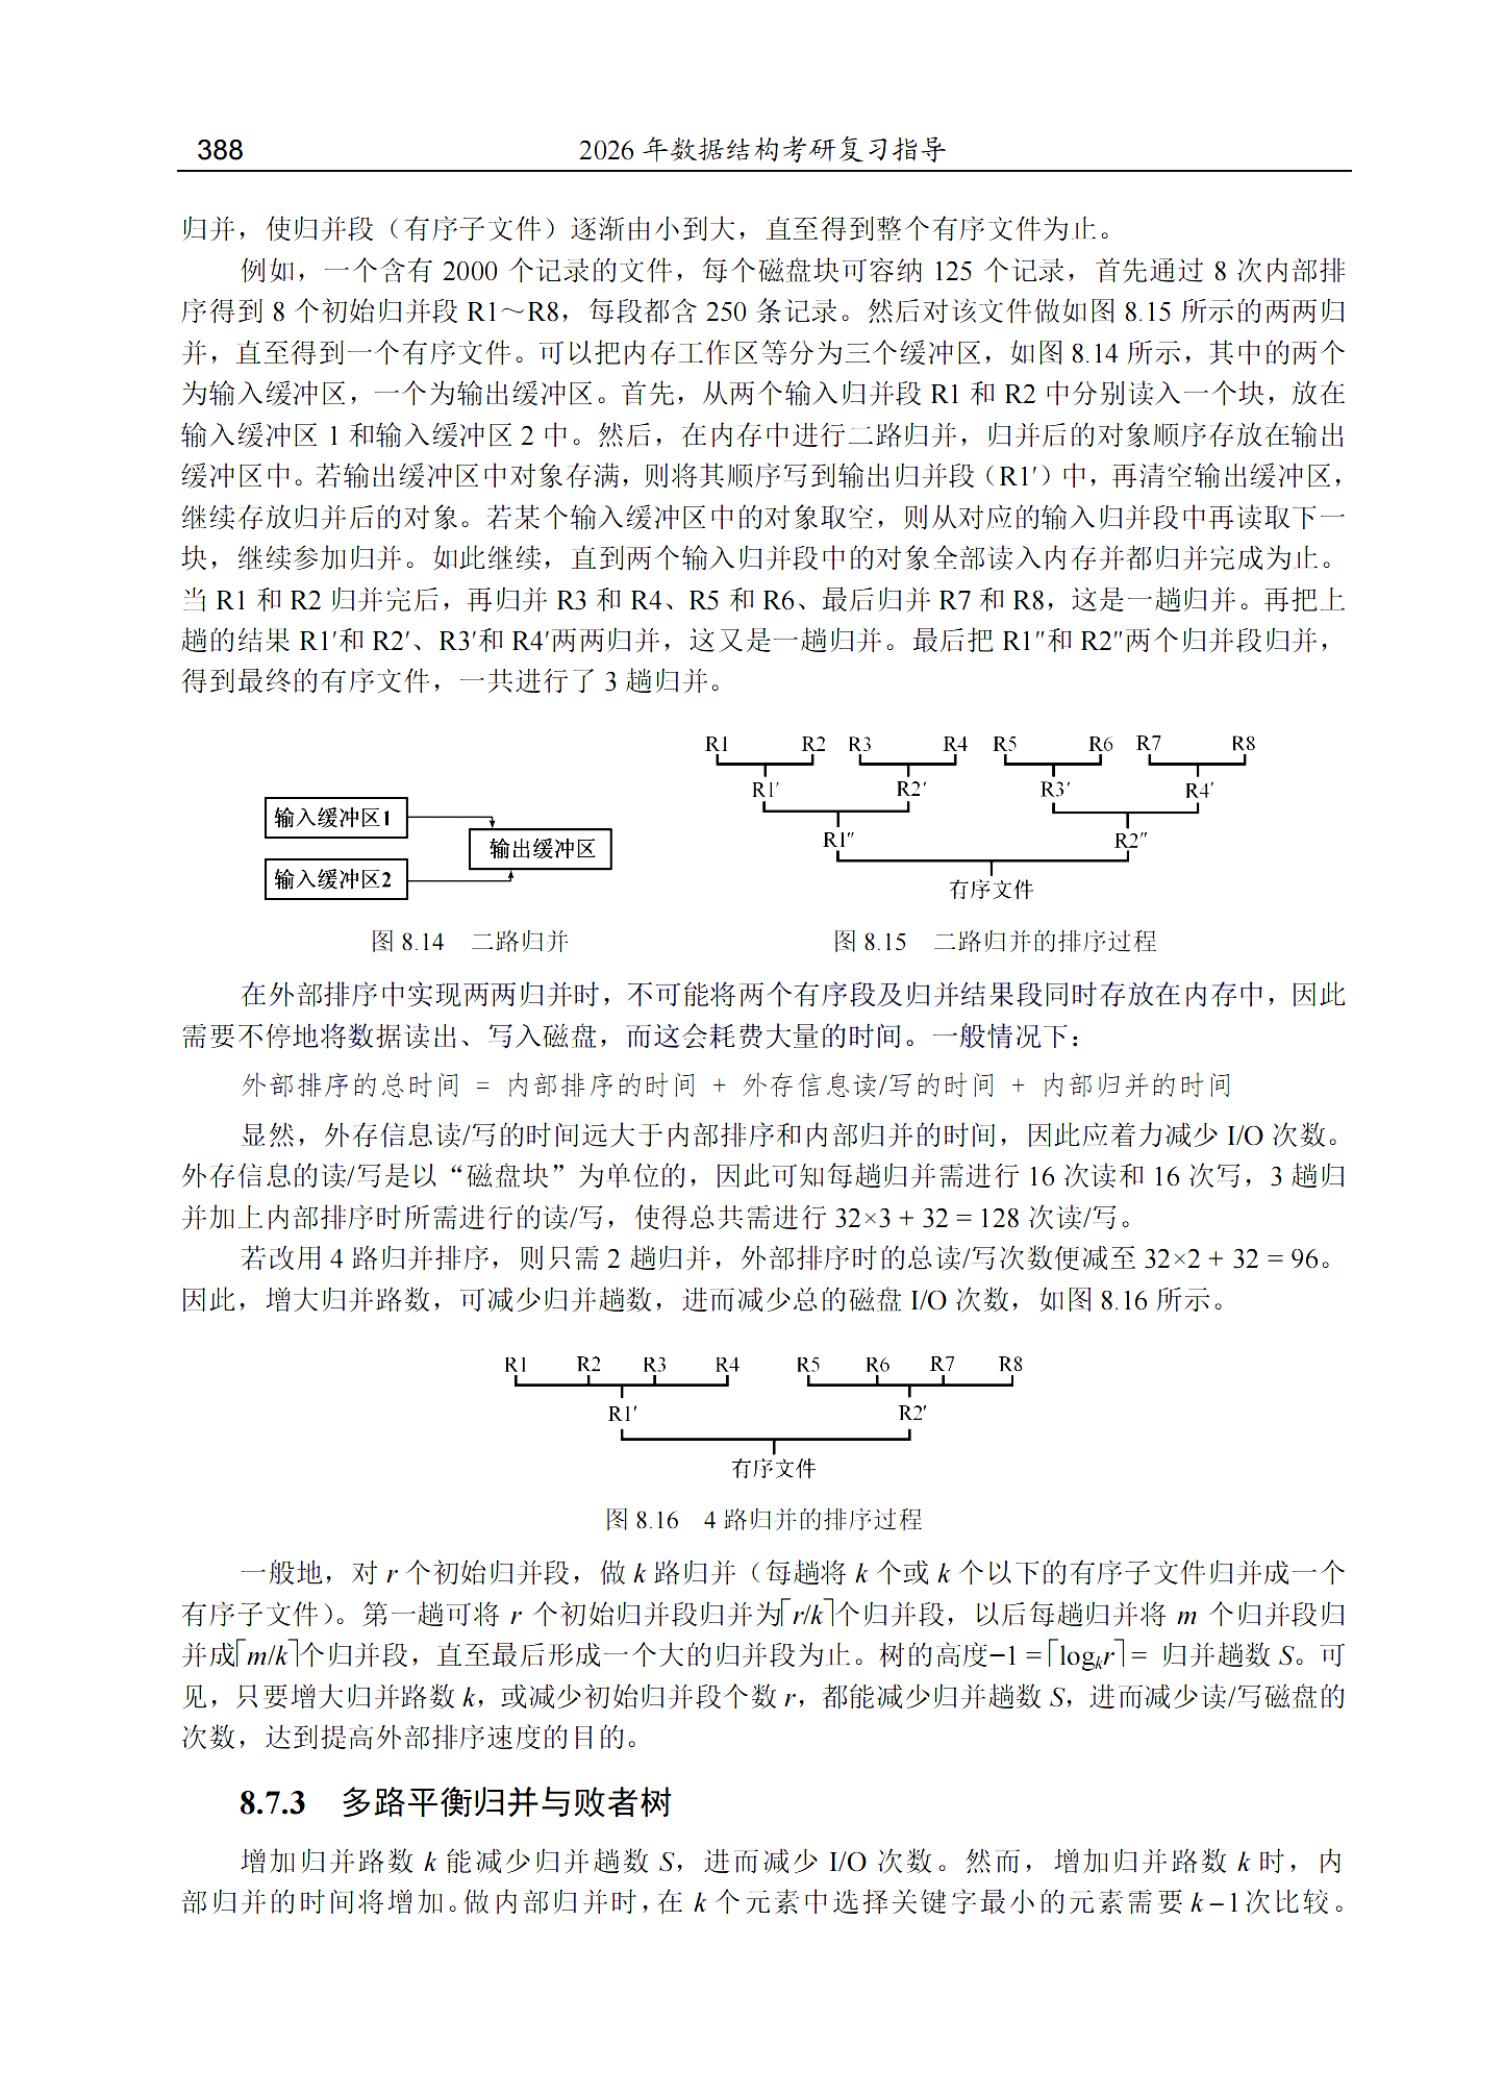 388 2026 年数据结构考研复习指导
归并，使归并段（有序子文件）逐渐由小到大，直至得到整个有序文件为止。
例如，一个含有 2000 个记录的文件，每个磁盘块可容纳 125 个记录，首先通过 8 次内部排
序得到 8 个初始归并段 R1～R8，每段都含 250 条记录。然后对该文件做如图 8.15 所示的两两归
并，直至得到一个有序文件。可以把内存工作区等分为三个缓冲区，如图 8.14 所示，其中的两个
为输入缓冲区，一个为输出缓冲区。首先，从两个输入归并段 R1 和 R2 中分别读入一个块，放在
输入缓冲区 1 和输入缓冲区 2 中。然后，在内存中进行二路归并，归并后的对象顺序存放在输出
缓冲区中。若输出缓冲区中对象存满，则将其顺序写到输出归并段（R1′）中，再清空输出缓冲区，
继续存放归并后的对象。若某个输入缓冲区中的对象取空，则从对应的输入归并段中再读取下一
块，继续参加归并。如此继续，直到两个输入归并段中的对象全部读入内存并都归并完成为止。
当 R1 和 R2 归并完后，再归并 R3 和 R4、R5 和 R6、最后归并 R7 和 R8，这是一趟归并。再把上
趟的结果 R1′和 R2′、R3′和 R4′两两归并，这又是一趟归并。最后把 R1″和 R2″两个归并段归并，
得到最终的有序文件，一共进行了 3 趟归并。
输入缓冲区1
输出缓冲区
输入缓冲区2
图 8.14 二路归并
R1 R2 R3 R4 R5 R6 R7 R8
R1′ R2′ R3′ R4′
R1″ R2″
有序文件
图 8.15 二路归并的排序过程
在外部排序中实现两两归并时，不可能将两个有序段及归并结果段同时存放在内存中，因此
需要不停地将数据读出、写入磁盘，而这会耗费大量的时间。一般情况下：
外部排序的总时间 = 内部排序的时间 + 外存信息读/写的时间 + 内部归并的时间
显然，外存信息读/写的时间远大于内部排序和内部归并的时间，因此应着力减少 I/O 次数。
外存信息的读/写是以“磁盘块”为单位的，因此可知每趟归并需进行 16 次读和 16 次写，3 趟归
并加上内部排序时所需进行的读/写，使得总共需进行 32×3 + 32 = 128 次读/写。
若改用 4 路归并排序，则只需 2 趟归并，外部排序时的总读/写次数便减至 32×2 + 32 = 96。
因此，增大归并路数，可减少归并趟数，进而减少总的磁盘 I/O 次数，如图 8.16 所示。
R1 R2 R3 R4 R5 R6 R7 R8
R1′ R2′
有序文件
图 8.16 4 路归并的排序过程
一般地，对 r 个初始归并段，做 k 路归并（每趟将 k 个或 k 个以下的有序子文件归并成一个
有序子文件）。第一趟可将 r 个初始归并段归并为⌈r/k⌉个归并段，以后每趟归并将 m 个归并段归
并成⌈m/k⌉个归并段，直至最后形成一个大的归并段为止。树的高度−1 =⌈logₖr⌉= 归并趟数 S。可
见，只要增大归并路数 k，或减少初始归并段个数 r，都能减少归并趟数 S，进而减少读/写磁盘的
次数，达到提高外部排序速度的目的。
8.7.3 多路平衡归并与败者树
增加归并路数 k 能减少归并趟数 S，进而减少 I/O 次数。然而，增加归并路数 k 时，内
部归并的时间将增加。做内部归并时，在 k 个元素中选择关键字最小的元素需要 k−1次比较。